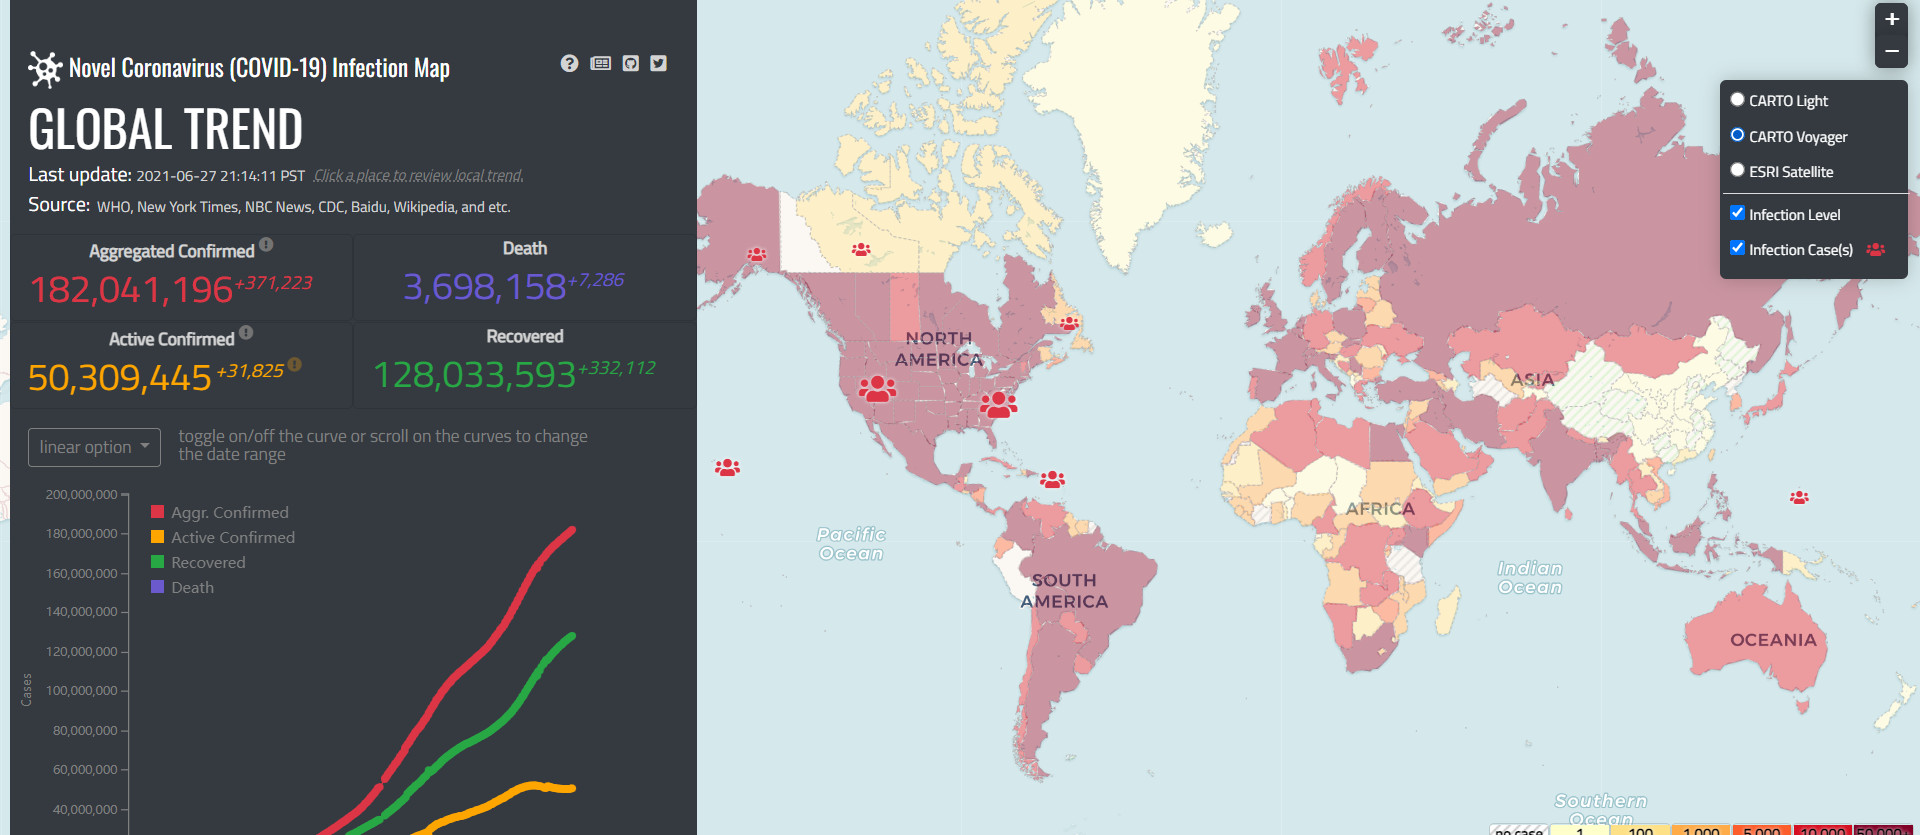 Novel Coronavirus (COVID-19) Infection Map
GLOBAL TREND
Last update: 2021-06-27 21:14:11 PST Click a place to review local trend.
Source: WHO, New York Times, NBC News, CDC, Baidu, Wikipedia, and etc.
Aggregated Confirmed
182,041,196+371,223
Death
3,698,158+7,286
Active Confirmed
50,309,445+31,825
Recovered
128,033,593+332,112
linear option
toggle on/off the curve or scroll on the curves to change
the date range
Cases
200,000,000
180,000,000
160,000,000
140,000,000
120,000,000
100,000,000
80,000,000
60,000,000
40,000,000
Aggr. Confirmed
Active Confirmed
Recovered
Death
NORTH
AMERICA
Pacific
Ocean
SOUTH
AMERICA
AFRICA
ASIA
Indian
Ocean
OCEANIA
Southern
Ocean
+
−
CARTO Light
CARTO Voyager
ESRI Satellite
Infection Level
Infection Case(s)
no case 1 100 1,000 5,000 10,000 50,000+